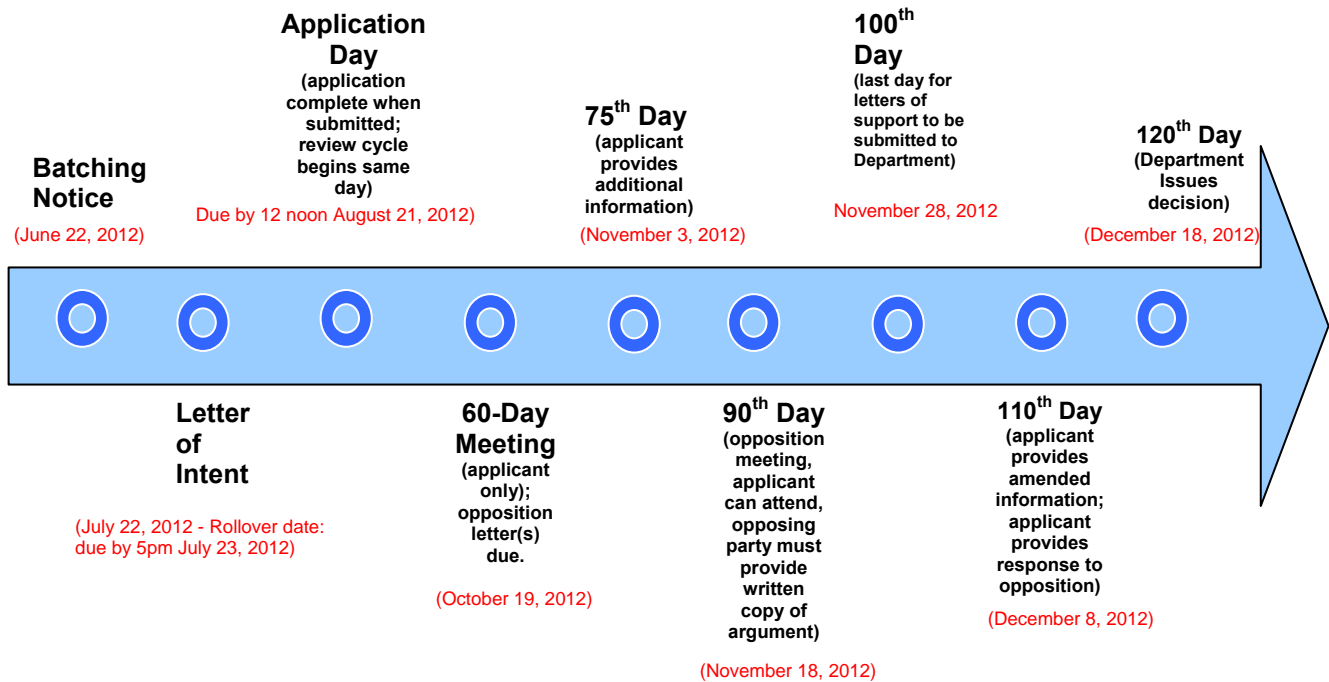 Batching
Notice
(June 22, 2012)
Letter
of
Intent
(July 22, 2012 - Rollover date:
due by 5pm July 23, 2012)
Application
Day
(application
complete when
submitted;
review cycle
begins same
day)
Due by 12 noon August 21, 2012)
60-Day
Meeting
(applicant
only);
opposition
letter(s)
due.
(October 19, 2012)
75th Day
(applicant
provides
additional
information)
(November 3, 2012)
90th Day
(opposition
meeting,
applicant
can attend,
opposing
party must
provide
written
copy of
argument)
(November 18, 2012)
100th
Day
(last day for
letters of
support to be
submitted to
Department)
November 28, 2012
110th Day
(applicant
provides
amended
information;
applicant
provides
response to
opposition)
(December 8, 2012)
120th Day
(Department
Issues
decision)
(December 18, 2012)